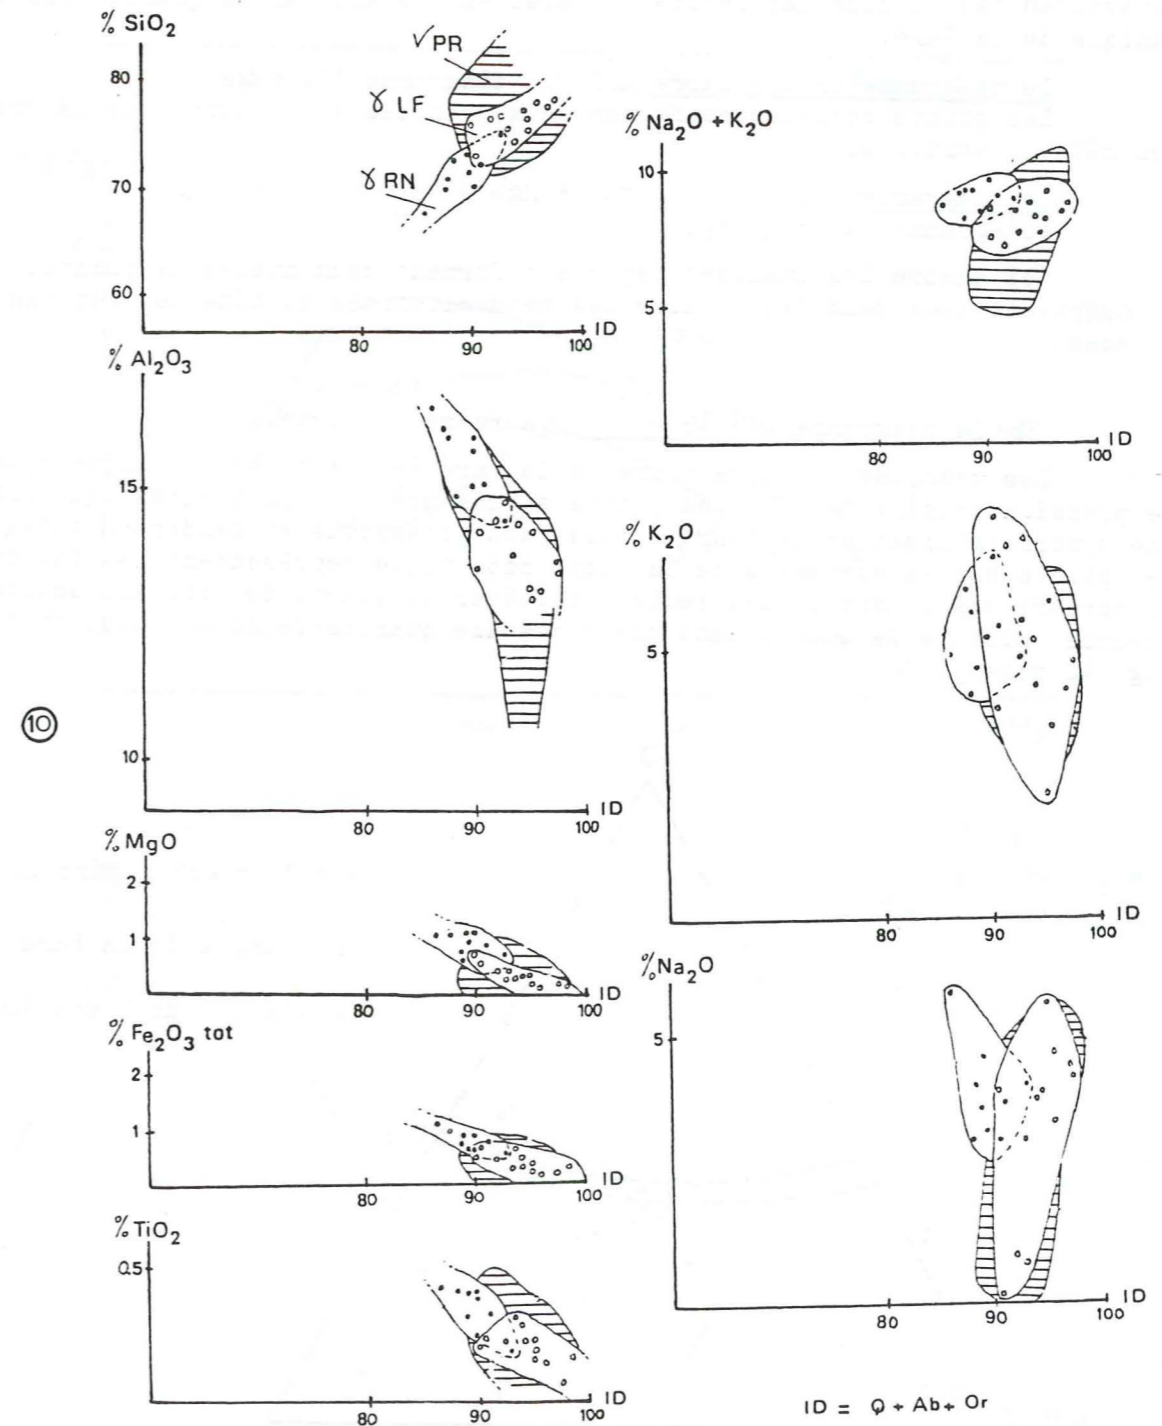 % SiO2
80
70
60
√PR
γ LF
γ RN
80 90 100 ID
% Na2O + K2O
10
5
80 90 100 ID
% Al2O3
15
10
80 90 100 ID
% K2O
5
80 90 100 ID
10
% MgO
2
1
80 90 100 ID
% Fe2O3 tot
2
1
80 90 100 ID
% Na2O
5
80 90 100 ID
% TiO2
0.5
80 90 100 ID
ID = Q + Ab + Or